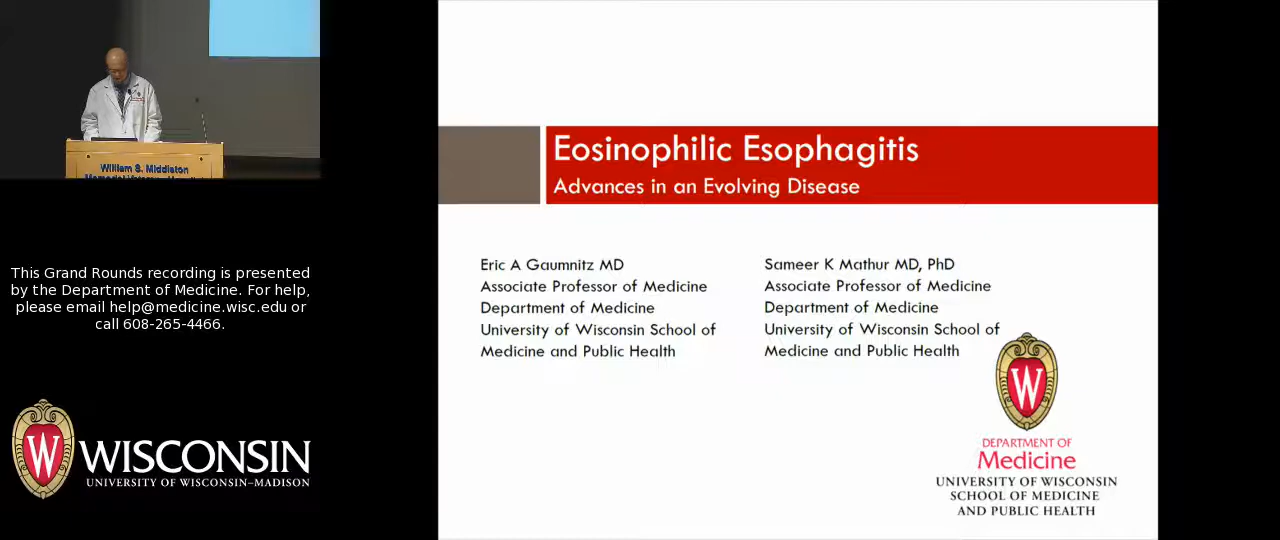 William S. Middleton
This Grand Rounds recording is presented
by the Department of Medicine. For help,
please email help@medicine.wisc.edu or
call 608-265-4466.
W WISCONSIN
UNIVERSITY OF WISCONSIN–MADISON
Eosinophilic Esophagitis
Advances in an Evolving Disease
Eric A Gaumnitz MD
Associate Professor of Medicine
Department of Medicine
University of Wisconsin School of
Medicine and Public Health
Sameer K Mathur MD, PhD
Associate Professor of Medicine
Department of Medicine
University of Wisconsin School of
Medicine and Public Health
W
DEPARTMENT OF
Medicine
UNIVERSITY OF WISCONSIN
SCHOOL OF MEDICINE
AND PUBLIC HEALTH